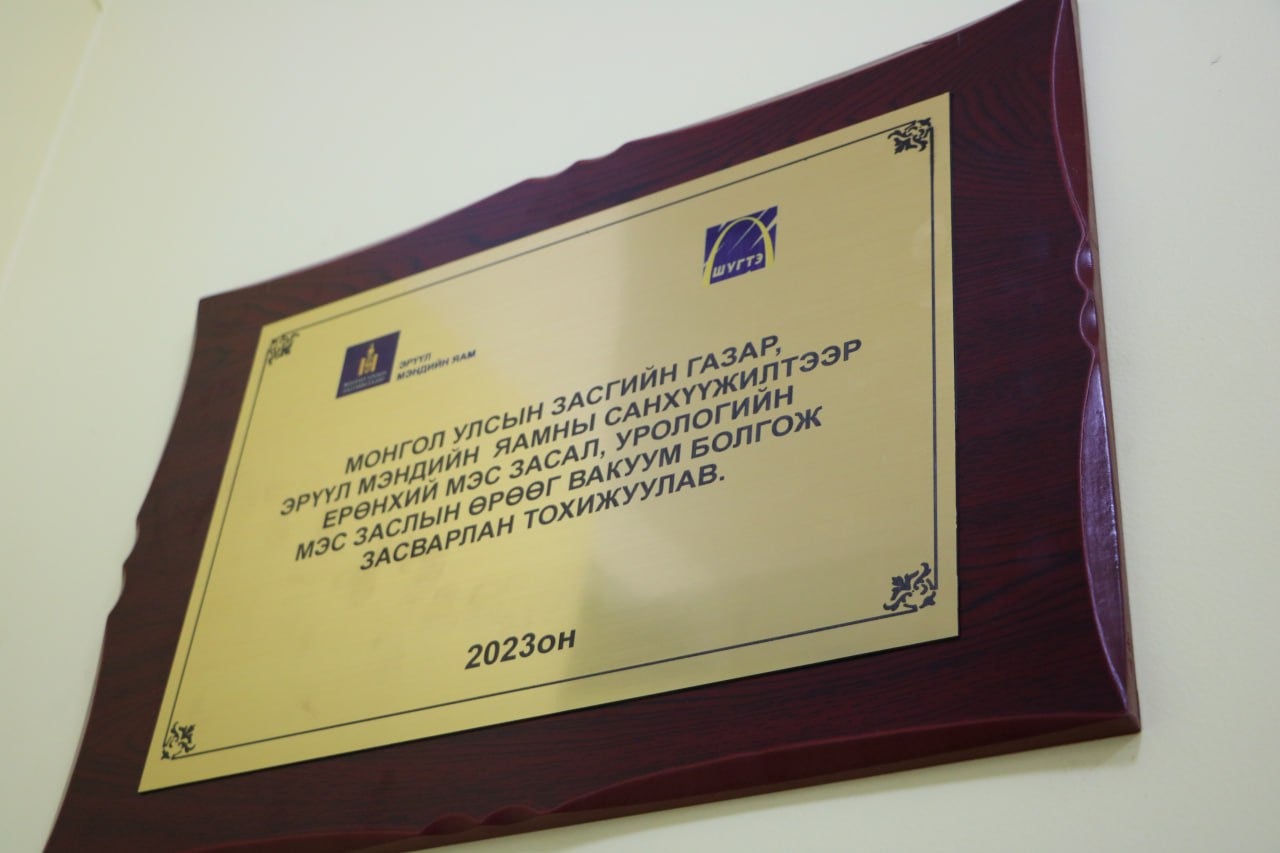 ШУГТЭ
ЭРҮҮЛ
МЭНДИЙН ЯАМ
МОНГОЛ УЛСЫН ЗАСГИЙН ГАЗАР,
ЭРҮҮЛ МЭНДИЙН ЯАМНЫ САНХҮҮЖИЛТЭЭР
ЕРӨНХИЙ МЭС ЗАСАЛ, УРОЛОГИЙН
МЭС ЗАСЛЫН ӨРӨӨГ ВАКУУМ БОЛГОЖ
ЗАСВАРЛАН ТОХИЖУУЛАВ.
2023он